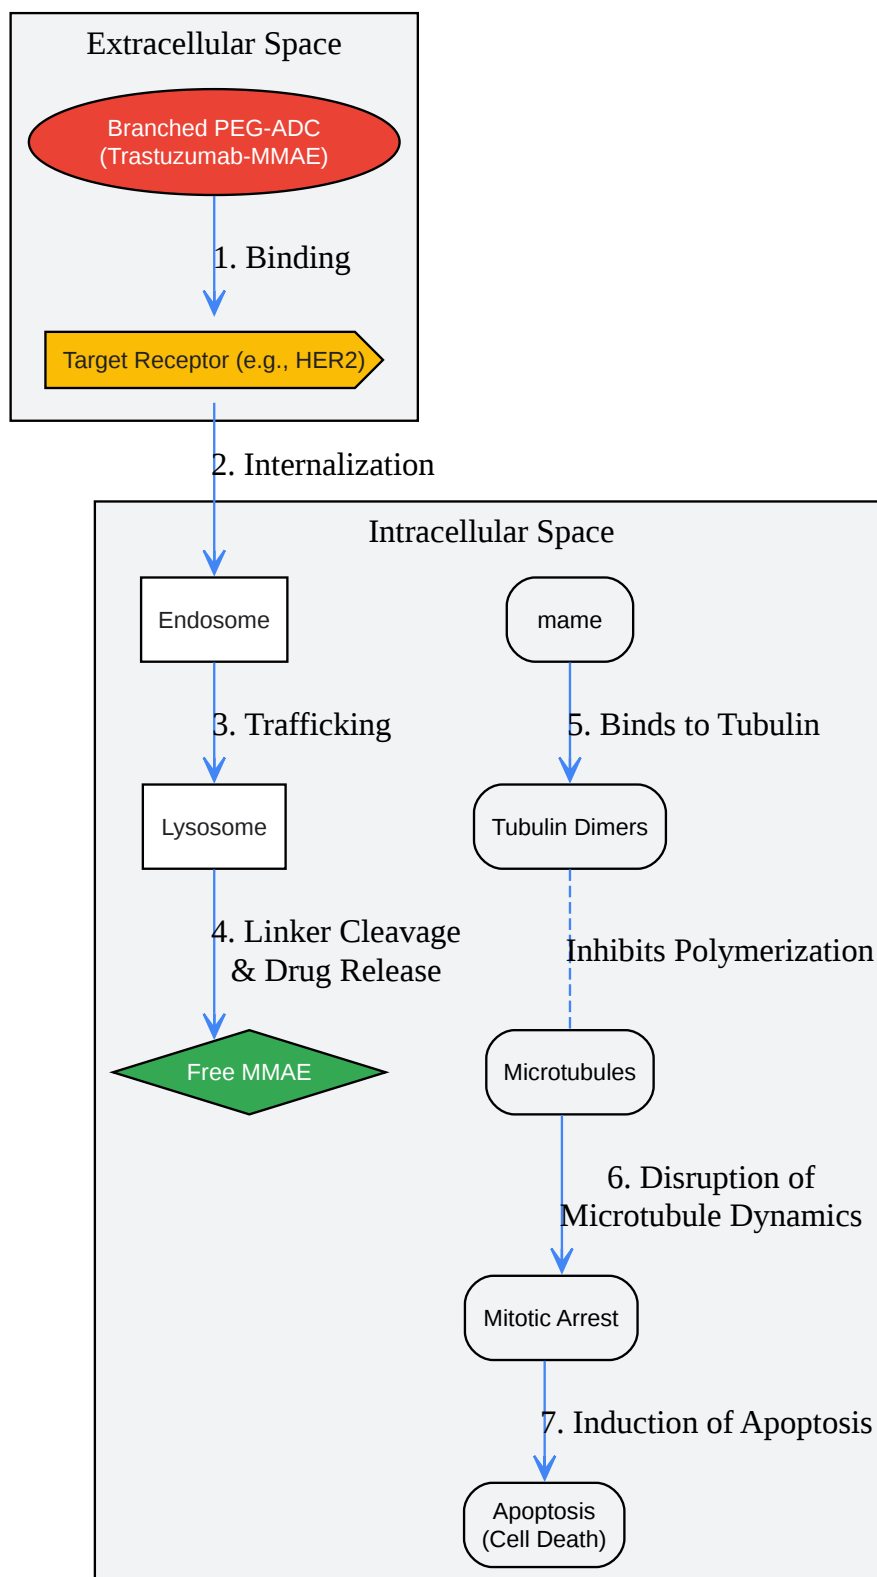 Extracellular Space
Branched PEG-ADC
(Trastuzumab-MMAE)
1. Binding
Target Receptor (e.g., HER2)
2. Internalization
Intracellular Space
Endosome
3. Trafficking
Lysosome
4. Linker Cleavage
& Drug Release
Free MMAE
mame
5. Binds to Tubulin
Tubulin Dimers
Inhibits Polymerization
Microtubules
6. Disruption of
Microtubule Dynamics
Mitotic Arrest
7. Induction of Apoptosis
Apoptosis
(Cell Death)